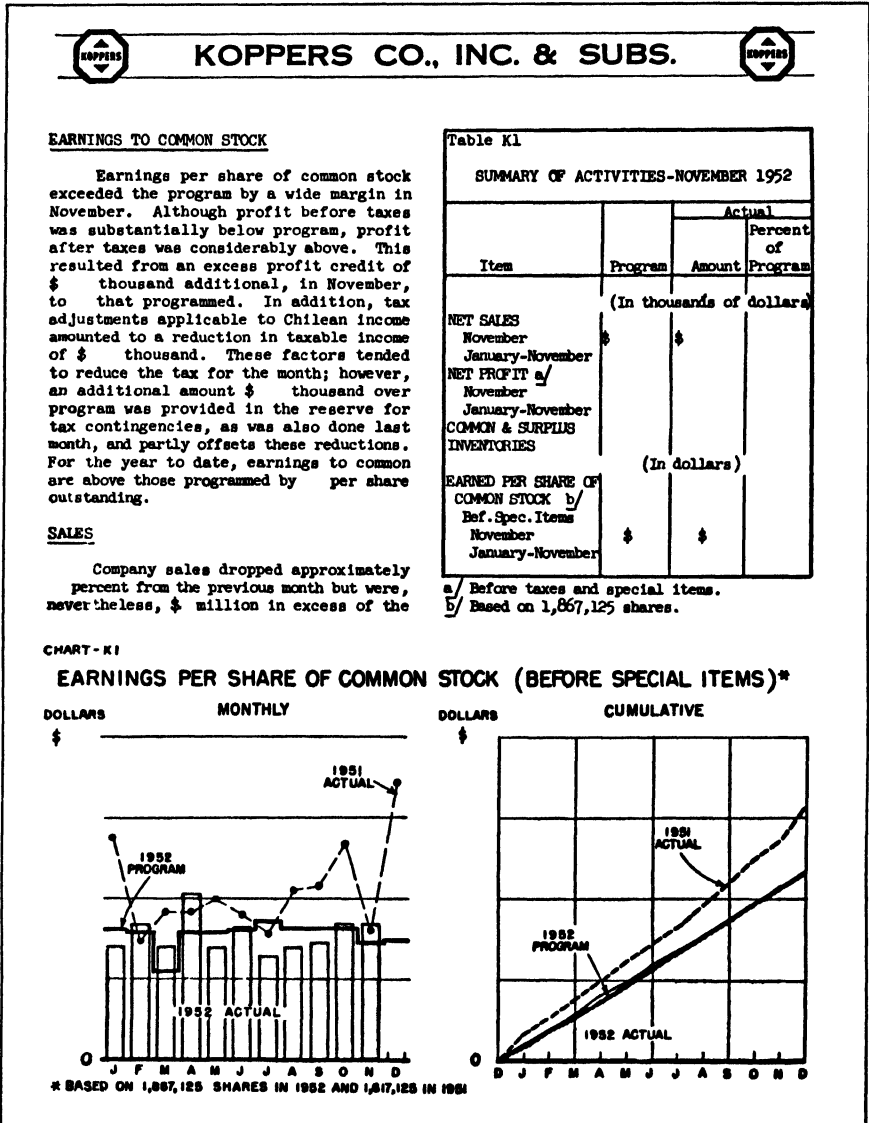 KOPPERS
KOPPERS CO., INC. & SUBS.
KOPPERS
EARNINGS TO COMMON STOCK
Earnings per share of common stock
exceeded the program by a wide margin in
November. Although profit before taxes
was substantially below program, profit
after taxes was considerably above. This
resulted from an excess profit credit of
$ thousand additional, in November,
to that programmed. In addition, tax
adjustments applicable to Chilean income
amounted to a reduction in taxable income
of $ thousand. These factors tended
to reduce the tax for the month; however,
an additional amount $ thousand over
program was provided in the reserve for
tax contingencies, as was also done last
month, and partly offsets these reductions.
For the year to date, earnings to common
are above those programmed by per share
outstanding.
SALES
Company sales dropped approximately
percent from the previous month but were,
nevertheless, $ million in excess of the
Table K1
SUMMARY OF ACTIVITIES-NOVEMBER 1952
Actual
Percent
of
Item Program Amount Program
(In thousands of dollars)
NET SALES
November $ $
January-November
NET PROFIT a/
November
January-November
COMMON & SURPLUS
INVENTORIES
(In dollars)
EARNED PER SHARE OF
COMMON STOCK b/
Bef.Spec.Items
November $ $
January-November
a/ Before taxes and special items.
b/ Based on 1,867,125 shares.
CHART-K1
EARNINGS PER SHARE OF COMMON STOCK (BEFORE SPECIAL ITEMS)*
DOLLARS MONTHLY
$
1951
ACTUAL
1952
PROGRAM
1952 ACTUAL
0
J F M A M J J A S O N D
DOLLARS CUMULATIVE
$
1951
ACTUAL
1952
PROGRAM
1952 ACTUAL
0
D J F M A M J J A S O N D
* BASED ON 1,867,125 SHARES IN 1952 AND 1,617,125 IN 1951